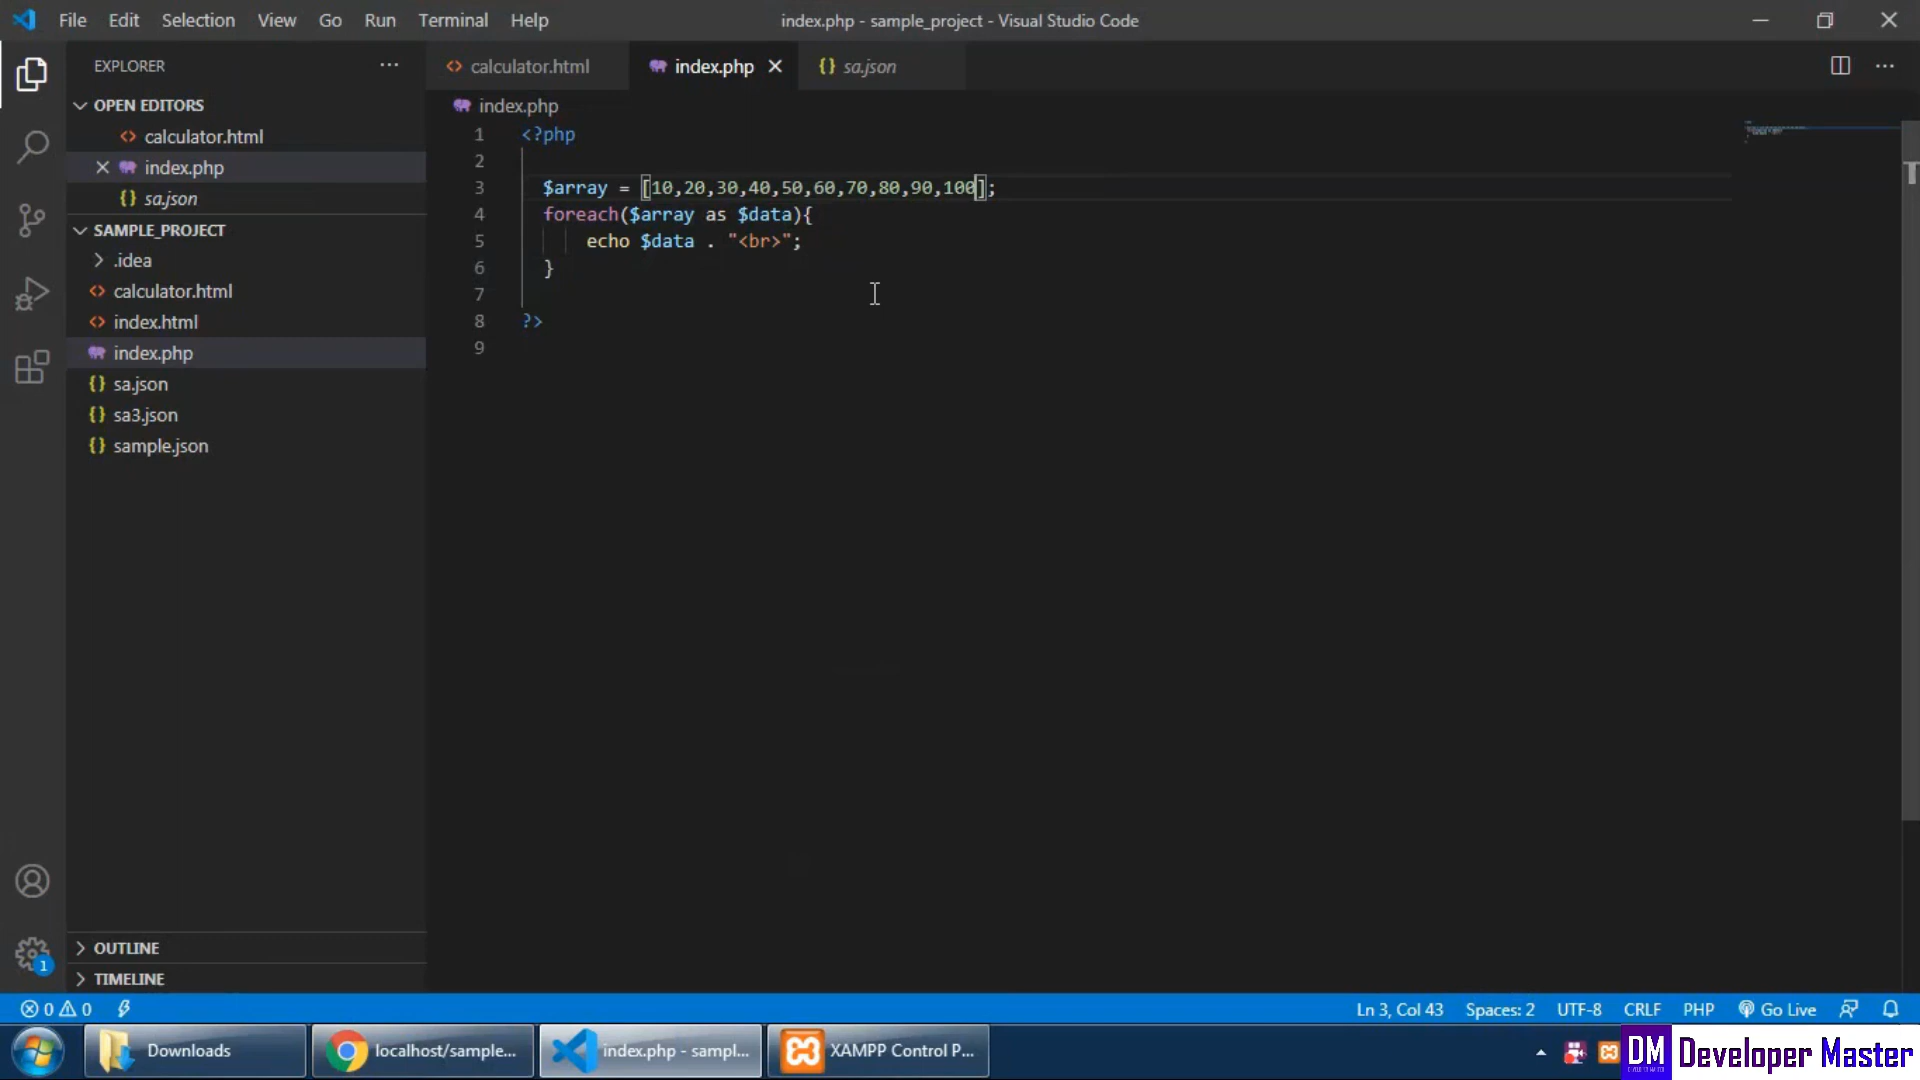 File Edit Selection View Go Run Terminal Help
index.php - sample_project - Visual Studio Code
EXPLORER
OPEN EDITORS
calculator.html
index.php
sa.json
SAMPLE_PROJECT
.idea
calculator.html
index.html
index.php
sa.json
sa3.json
sample.json
OUTLINE
TIMELINE
calculator.html index.php sa.json
index.php
1 <?php
2
3 $array = [10,20,30,40,50,60,70,80,90,100];
4 foreach($array as $data){
5 echo $data . "<br>";
6 }
7
8 ?>
9
1
0 0
Ln 3, Col 43 Spaces: 2 UTF-8 CRLF PHP Go Live
Downloads
localhost/sample...
index.php - sampl...
XAMPP Control P...
DM Developer Master